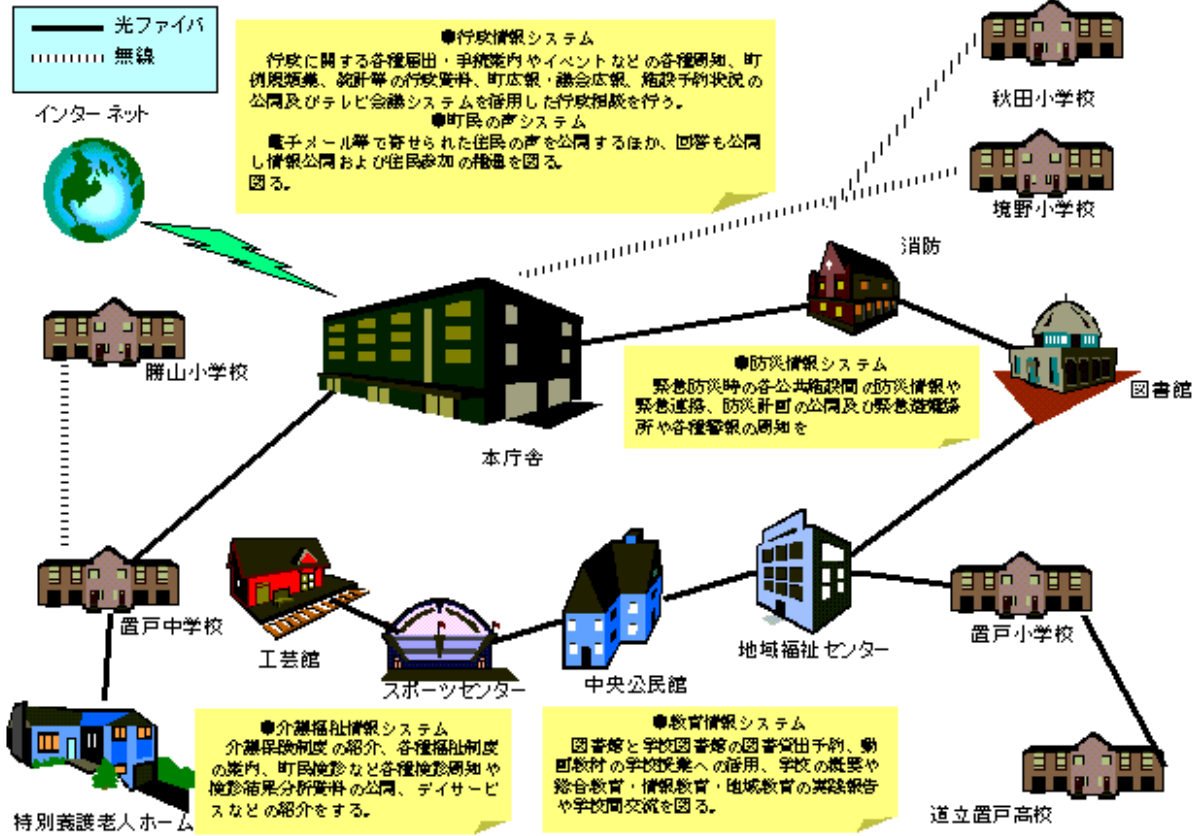 光ファイバ
無線
インターネット
●行政情報システム
行政に関する各種届出・手続案内やイベントなどの各種周知、町
例規類集、統計等の行政資料、町広報・議会広報、施設予約状況の
公開及びテレビ会議システムを活用した行政相談を行う。
●町民の声システム
電子メール等で寄せられた住民の声を公開するほか、回答も公開
し情報公開および住民参加の推進を図る。
図る。
秋田小学校
境野小学校
消防
図書館
勝山小学校
本庁舎
●防災情報システム
緊急防災時の各公共施設間の防災情報や
緊急連絡、防災計画の公開及び緊急避難場
所や各種警報の周知を
置戸中学校
工芸館
スポーツセンター
中央公民館
地域福祉センター
置戸小学校
特別養護老人ホーム
●介護福祉情報システム
介護保険制度の紹介、各種福祉制度
の案内、町民検診など各種検診周知や
検診結果分析資料の公開、デイサービ
スなどの紹介をする。
●教育情報システム
図書館と学校図書館の図書貸出予約、動
画教材の学校授業への活用、学校の概要や
総合教育・情報教育・地域教育の実践報告
や学校間交流を図る。
道立置戸高校